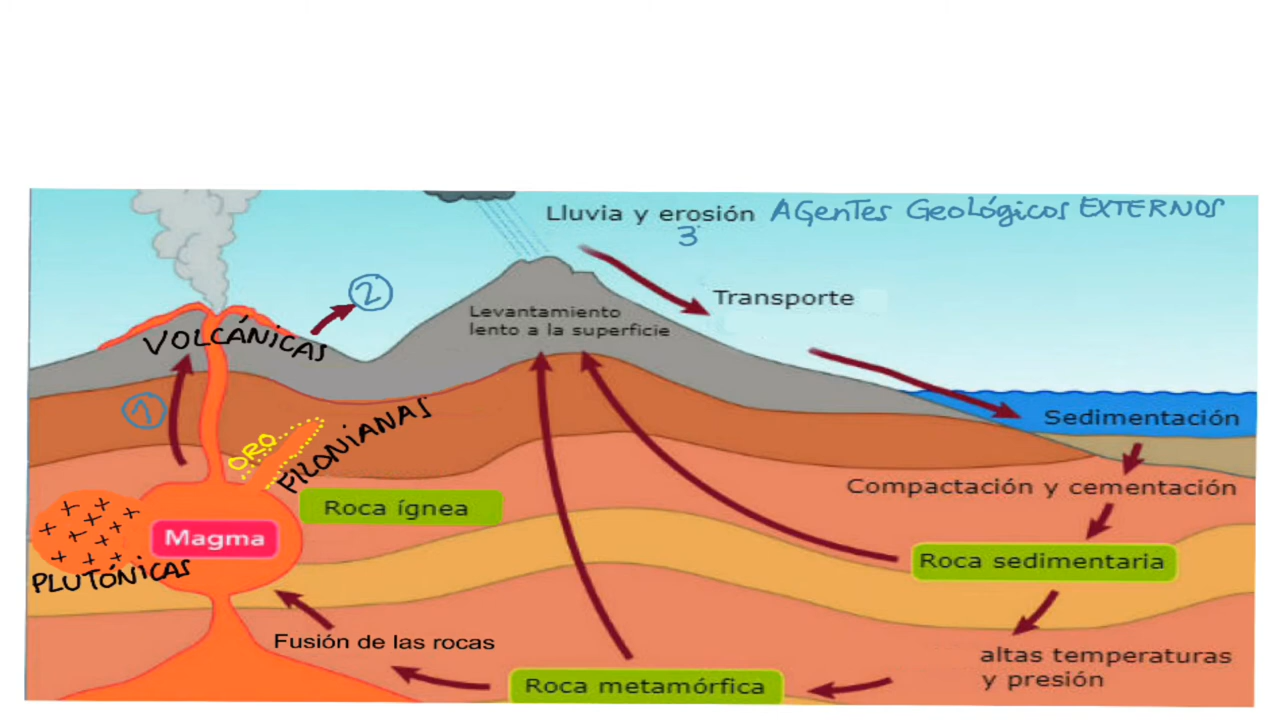 Lluvia y erosión AGenTes GeoLógicos EXTERNOS
3
Transporte
2
Levantamiento
lento a la superficie
VOLCÁNICAS
1
Sedimentación
ORO
FILONIANAS
Compactación y cementación
Roca ígnea
Magma
Roca sedimentaria
PLUTÓNICAS
Fusión de las rocas
altas temperaturas
y presión
Roca metamórfica